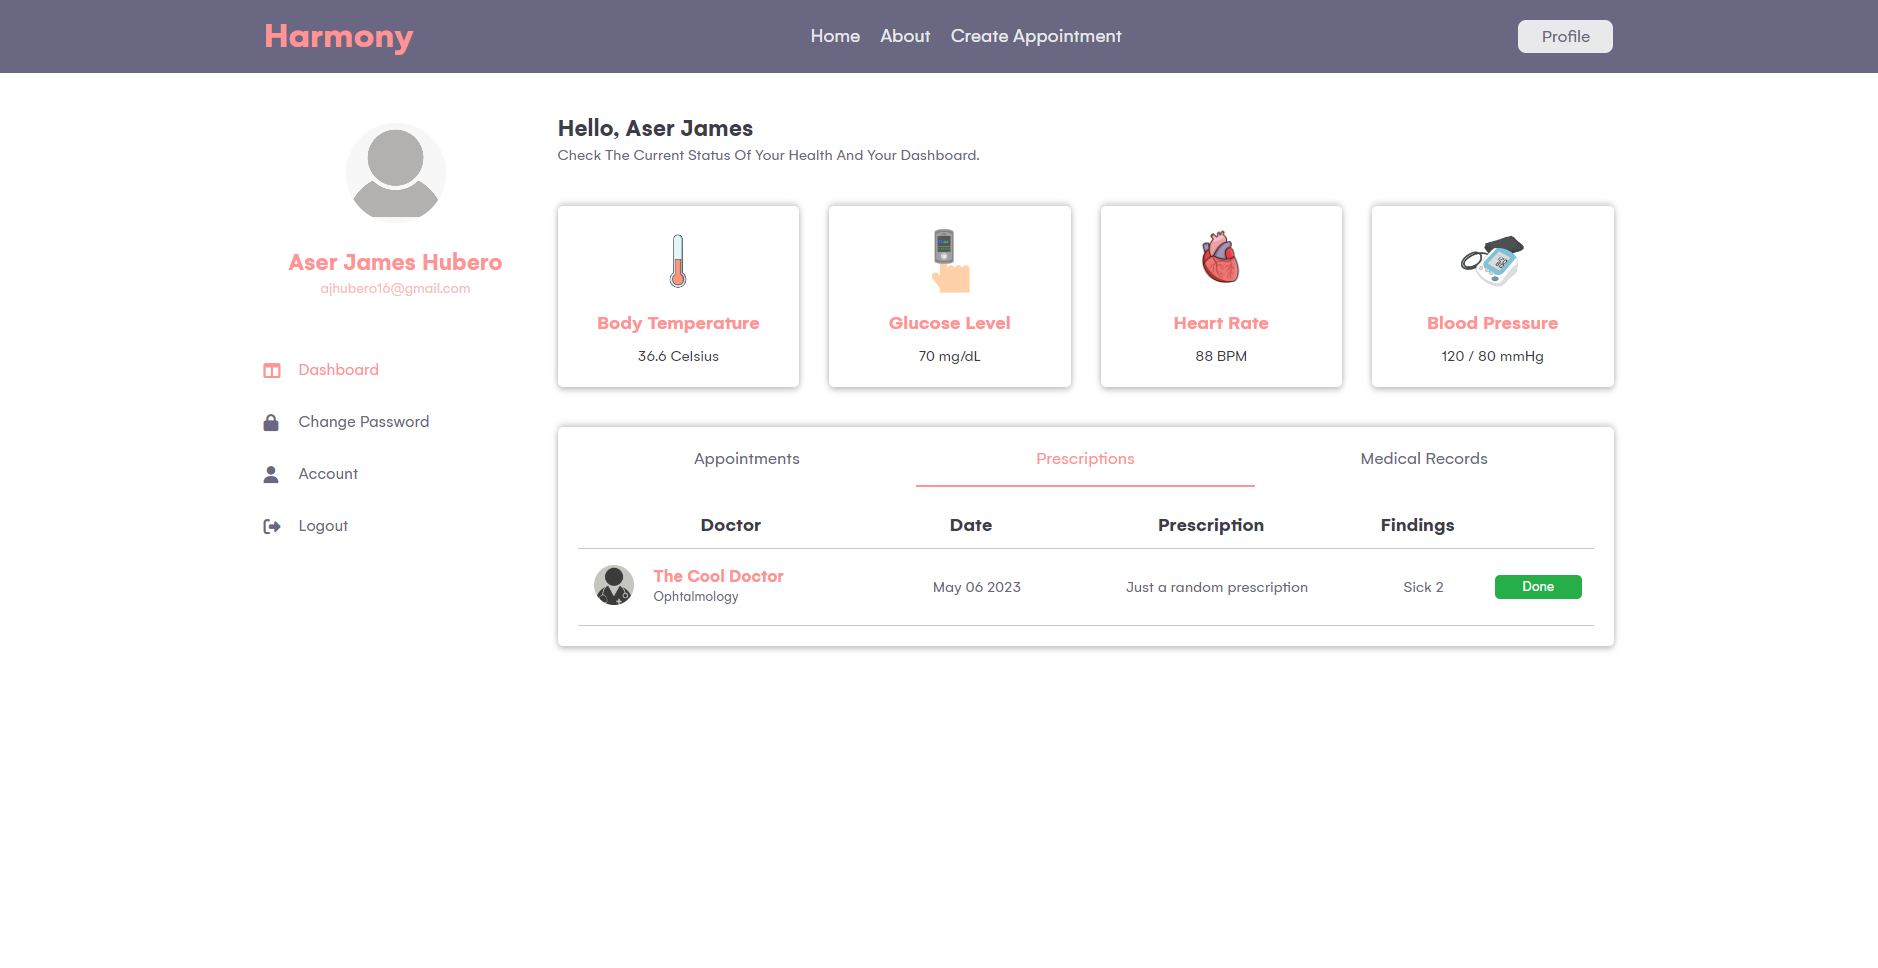 Harmony
Home About Create Appointment
Profile
Aser James Hubero
ajhubero16@gmail.com
Dashboard
Change Password
Account
Logout
Hello, Aser James
Check The Current Status Of Your Health And Your Dashboard.
Body Temperature
36.6 Celsius
Glucose Level
70 mg/dL
Heart Rate
88 BPM
Blood Pressure
120 / 80 mmHg
Appointments Prescriptions Medical Records
Doctor Date Prescription Findings
The Cool Doctor
Ophtalmology
May 06 2023
Just a random prescription
Sick 2
Done